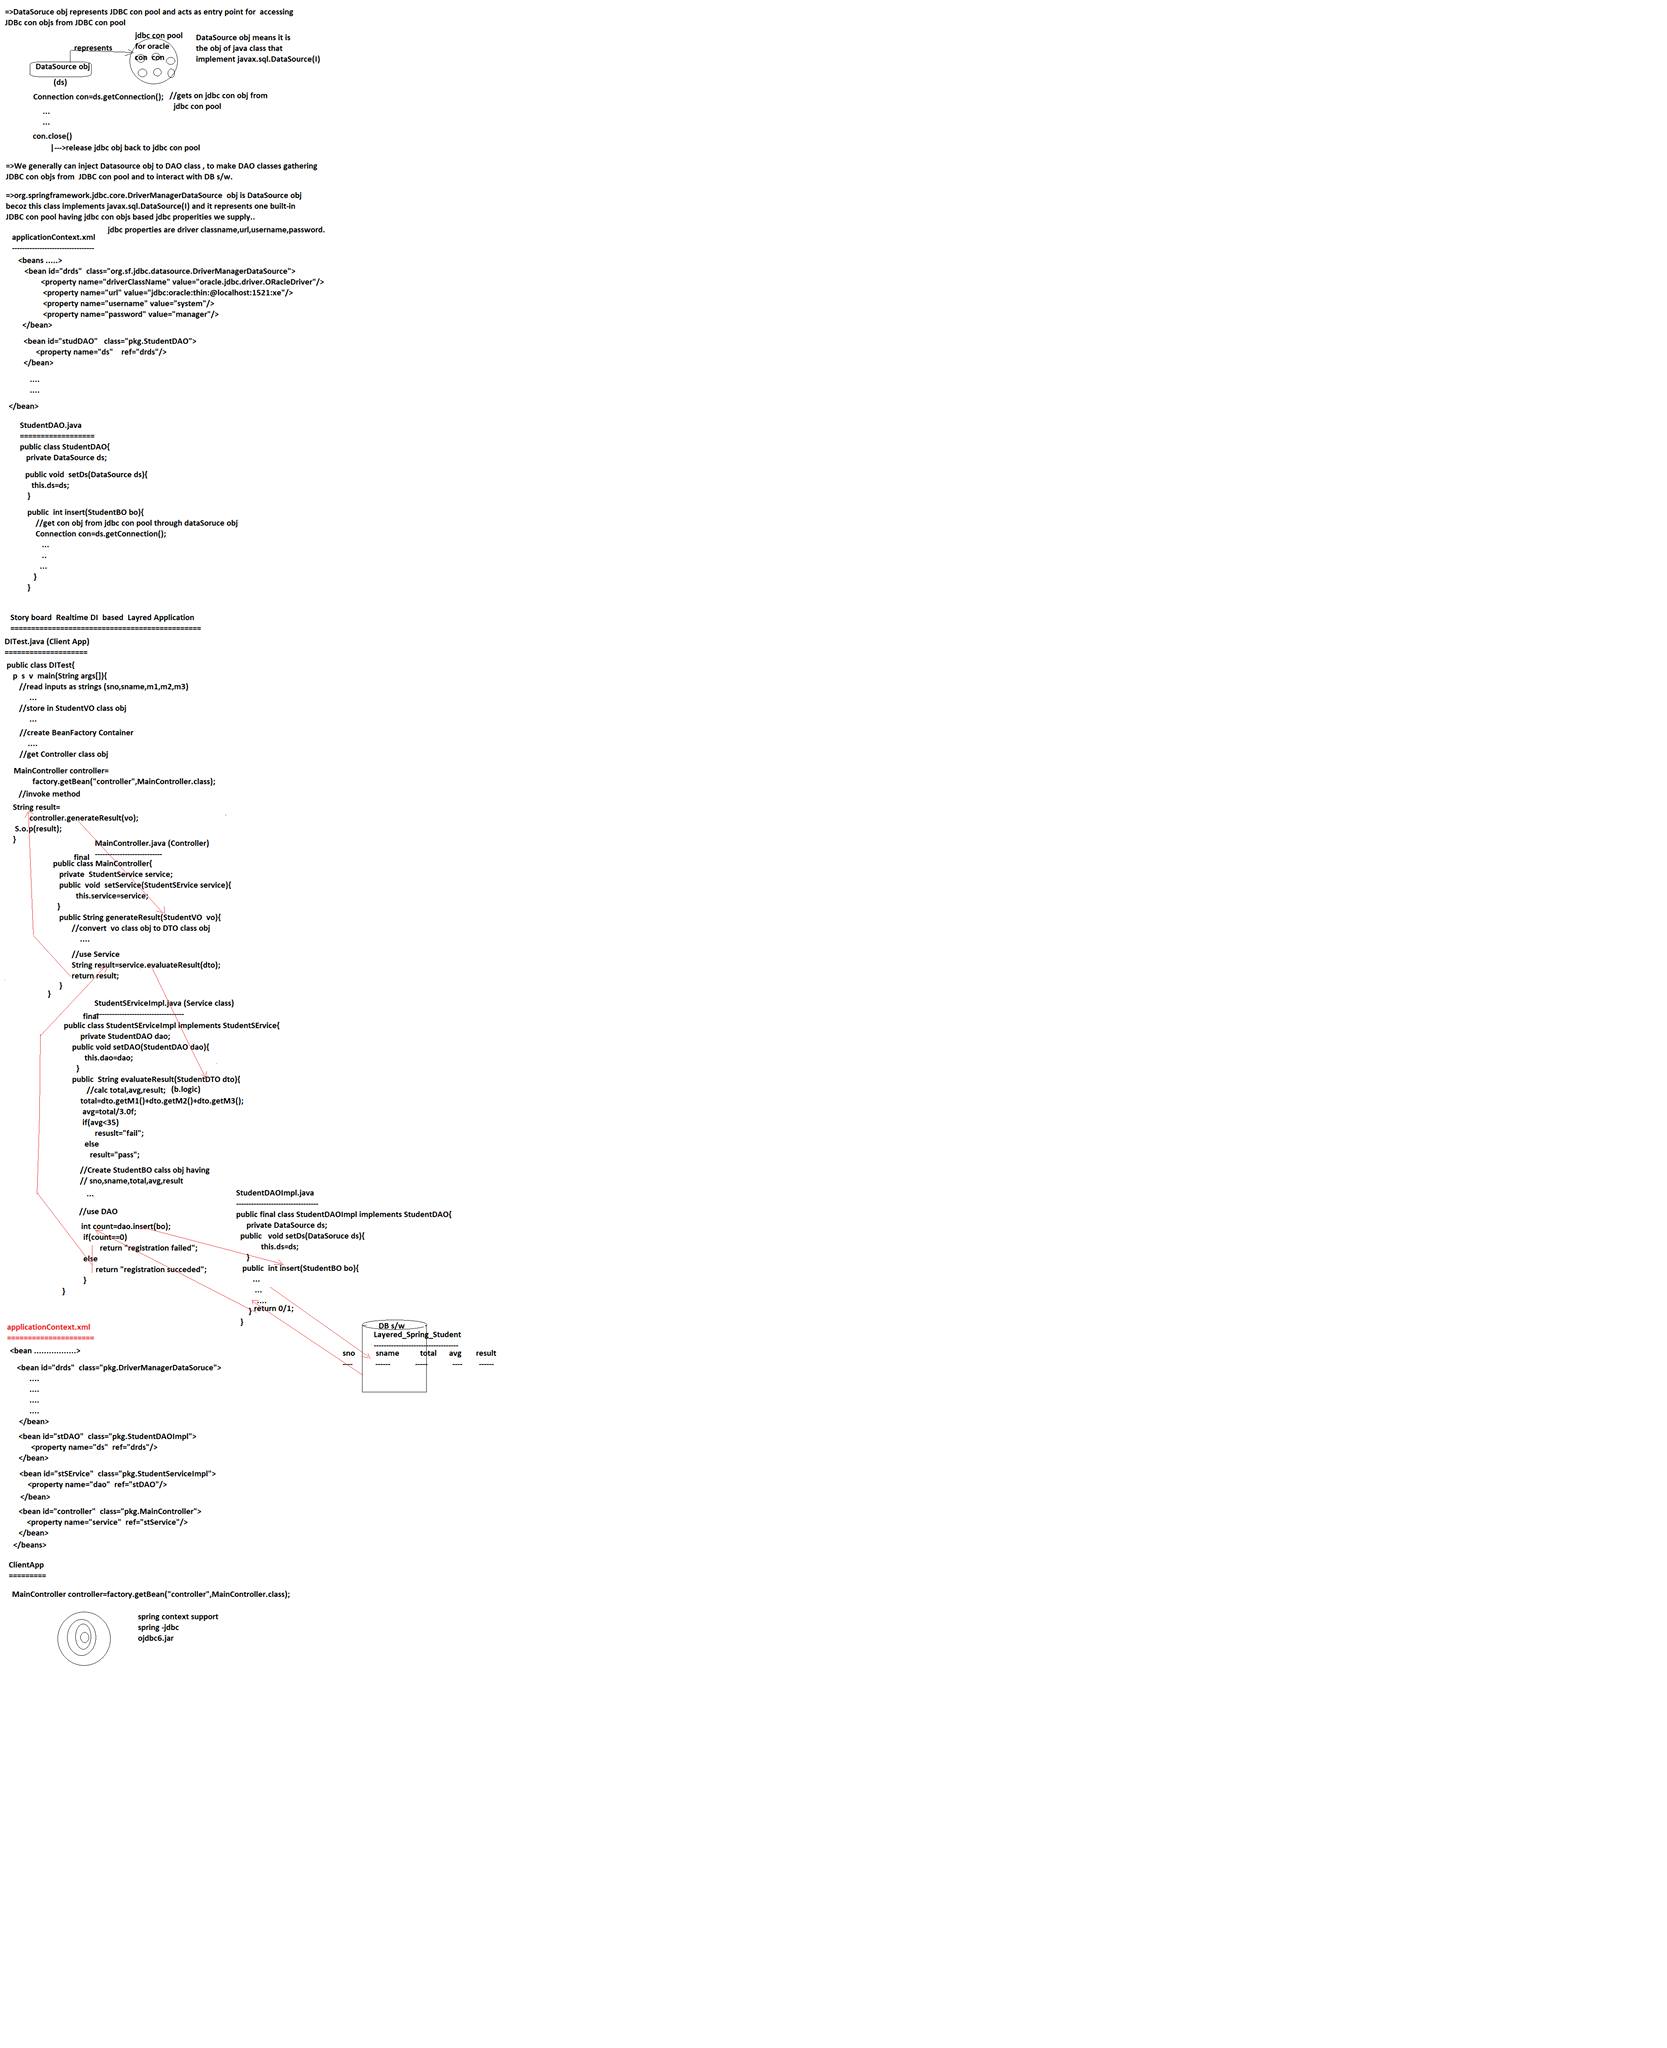 =>DataSoruce obj represents JDBC con pool and acts as entry point for  accessing
JDBc con objs from JDBC con pool
jdbc con pool
for oracle
con  con
represents
DataSource obj
(ds)
DataSource obj means it is
the obj of java class that
implement javax.sql.DataSource(I)
Connection con=ds.getConnection();  //gets on jdbc con obj from
jdbc con pool
...
...
con.close()
|--->release jdbc obj back to jdbc con pool
=>We generally can inject Datasource obj to DAO class , to make DAO classes gathering
JDBC con objs from  JDBC con pool and to interact with DB s/w.
=>org.springframework.jdbc.core.DriverManagerDataSource  obj is DataSource obj
becoz this class implements javax.sql.DataSource(I) and it represents one built-in
JDBC con pool having jdbc con objs based jdbc properities we supply..
jdbc properties are driver classname,url,username,password.
applicationContext.xml
---------------------------------
<beans .....>
<bean id="drds"  class="org.sf.jdbc.datasource.DriverManagerDataSource">
<property name="driverClassName" value="oracle.jdbc.driver.ORacleDriver"/>
<property name="url" value="jdbc:oracle:thin:@localhost:1521:xe"/>
<property name="username" value="system"/>
<property name="password" value="manager"/>
</bean>
<bean id="studDAO"   class="pkg.StudentDAO">
<property name="ds"    ref="drds"/>
</bean>
....
....
</bean>
StudentDAO.java
==================
public class StudentDAO{
private DataSource ds;
public void  setDs(DataSource ds){
this.ds=ds;
}
public  int insert(StudentBO bo){
//get con obj from jdbc con pool through dataSoruce obj
Connection con=ds.getConnection();
...
..
...
}
}
Story board  Realtime DI  based  Layred Application
==============================================
DITest.java (Client App)
====================
public class DITest{
p  s  v  main(String args[]){
//read inputs as strings (sno,sname,m1,m2,m3)
...
//store in StudentVO class obj
...
//create BeanFactory Container
....
//get Controller class obj
MainController controller=
factory.getBean("controller",MainController.class);
//invoke method
String result=
controller.generateResult(vo);
S.o.p(result);
}
MainController.java (Controller)
---------------------------
final
public class MainController{
private  StudentService service;
public  void  setService(StudentSErvice service){
this.service=service;
}
public String generateResult(StudentVO  vo){
//convert  vo class obj to DTO class obj
....
//use Service
String result=service.evaluateResult(dto);
return result;
}
}
StudentSErviceImpl.java (Service class)
-----------------------------------
final
public class StudentSErviceImpl implements StudentSErvice{
private StudentDAO dao;
public void setDAO(StudentDAO dao){
this.dao=dao;
}
public  String evaluateResult(StudentDTO dto){
//calc total,avg,result;  (b.logic)
total=dto.getM1()+dto.getM2()+dto.getM3();
avg=total/3.0f;
if(avg<35)
resuslt="fail";
else
result="pass";
//Create StudentBO calss obj having
// sno,sname,total,avg,result
...
//use DAO
int count=dao.insert(bo);
if(count==0)
return "registration failed";
else
return "registration succeded";
}
}
StudentDAOImpl.java
---------------------------------
public final class StudentDAOImpl implements StudentDAO{
private DataSource ds;
public   void setDs(DataSoruce ds){
this.ds=ds;
}
public  int insert(StudentBO bo){
...
...
....
return 0/1;
}
}
DB s/w
Layered_Spring_Student
----------------------------------
sno  sname  total  avg  result
----  ------  -----  ----  ------
applicationContext.xml
=====================
<bean .................>
<bean id="drds"  class="pkg.DriverManagerDataSoruce">
....
....
....
....
</bean>
<bean id="stDAO"  class="pkg.StudentDAOImpl">
<property name="ds"  ref="drds"/>
</bean>
<bean id="stSErvice"  class="pkg.StudentServiceImpl">
<property name="dao"  ref="stDAO"/>
</bean>
<bean id="controller"  class="pkg.MainController">
<property name="service"  ref="stService"/>
</bean>
</beans>
ClientApp
=========
MainController controller=factory.getBean("controller",MainController.class);
spring context support
spring -jdbc
ojdbc6.jar